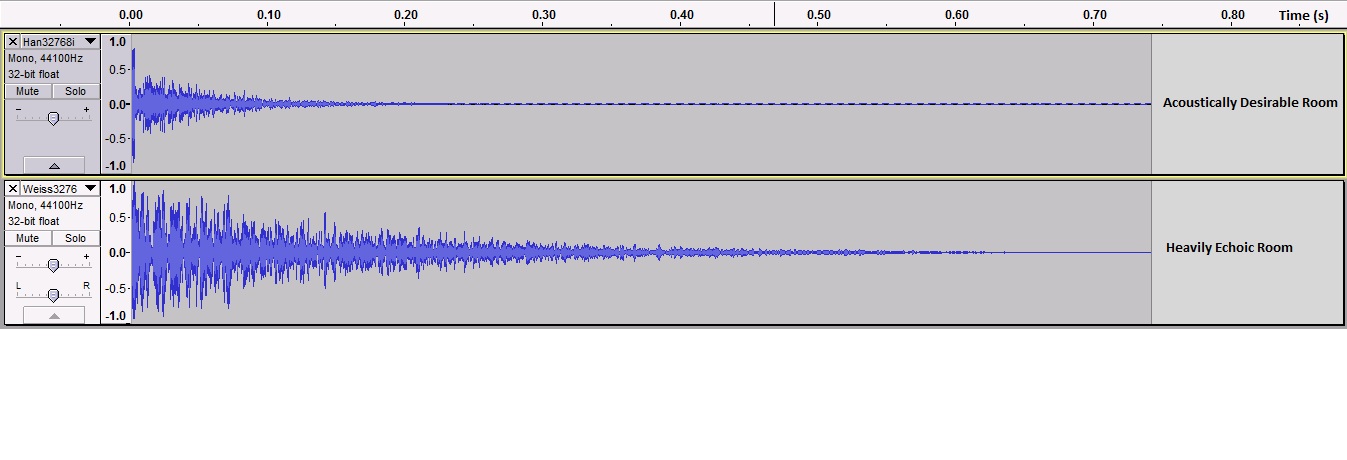 0.00 0.10 0.20 0.30 0.40 0.50 0.60 0.70 0.80 Time (s)
X Han32768i
Mono, 44100Hz
32-bit float
Mute Solo
- +
1.0
0.5-
0.0-
-0.5-
-1.0
Acoustically Desirable Room
X Weiss3276
Mono, 44100Hz
32-bit float
Mute Solo
- +
L R
1.0
0.5-
0.0-
-0.5-
-1.0
Heavily Echoic Room